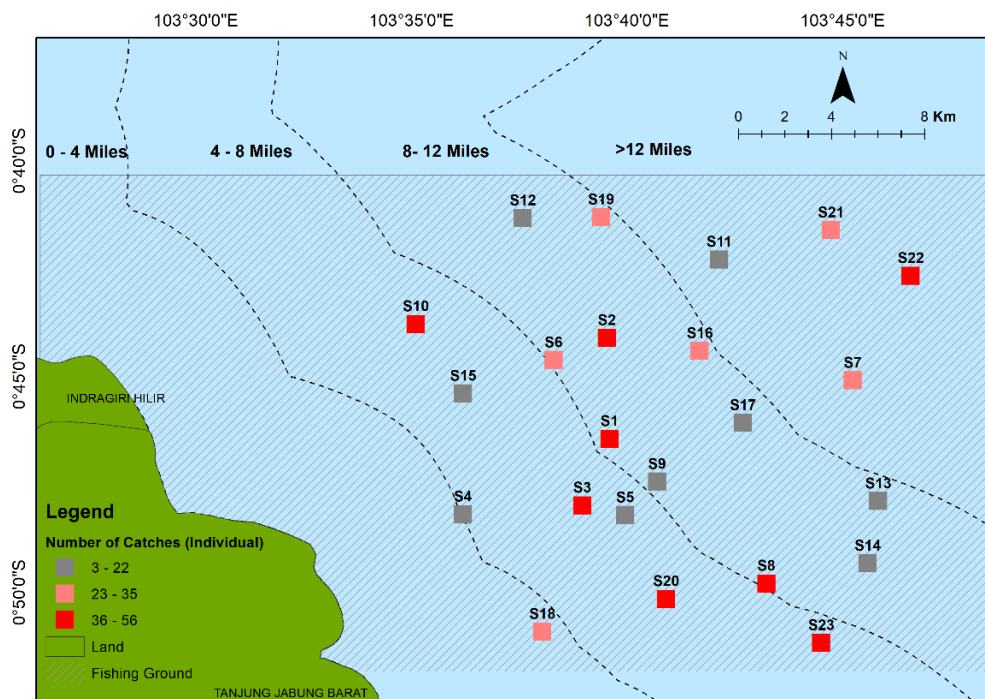 103°30'0"E 103°35'0"E 103°40'0"E 103°45'0"E
N
0 2 4 8 Km
0°40'0"S
0 - 4 Miles 4 - 8 Miles 8- 12 Miles >12 Miles
S12 S19 S21
S11
S22
S10
S2
S16
S6
0°45'0"S
S7
S15
INDRAGIRI HILIR
S17
S1
S9
S13
S3
S4 S5
Legend
Number of Catches (Individual)
3 - 22
23 - 35
36 - 56
Land
Fishing Ground
S14
S8
0°50'0"S
S20
S18
S23
TANJUNG JABUNG BARAT